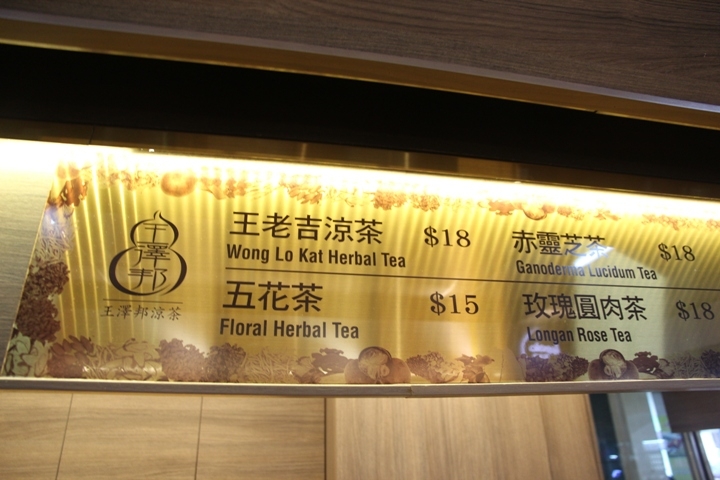 王澤邦
王澤邦涼茶
王老吉涼茶 $18
Wong Lo Kat Herbal Tea
五花茶 $15
Floral Herbal Tea
赤靈芝茶 $18
Ganoderma Lucidum Tea
玫瑰圓肉茶 $18
Longan Rose Tea